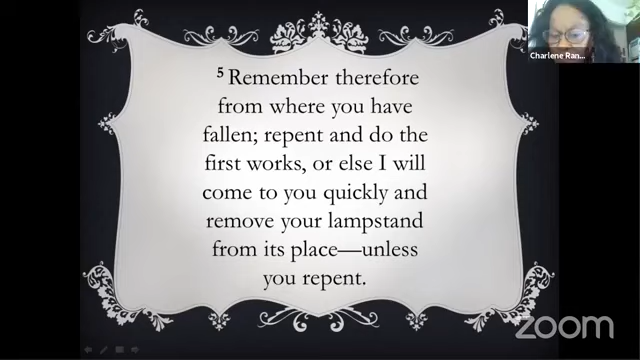 Charlene Ran...
5 Remember therefore
from where you have
fallen; repent and do the
first works, or else I will
come to you quickly and
remove your lampstand
from its place—unless
you repent.
zoom